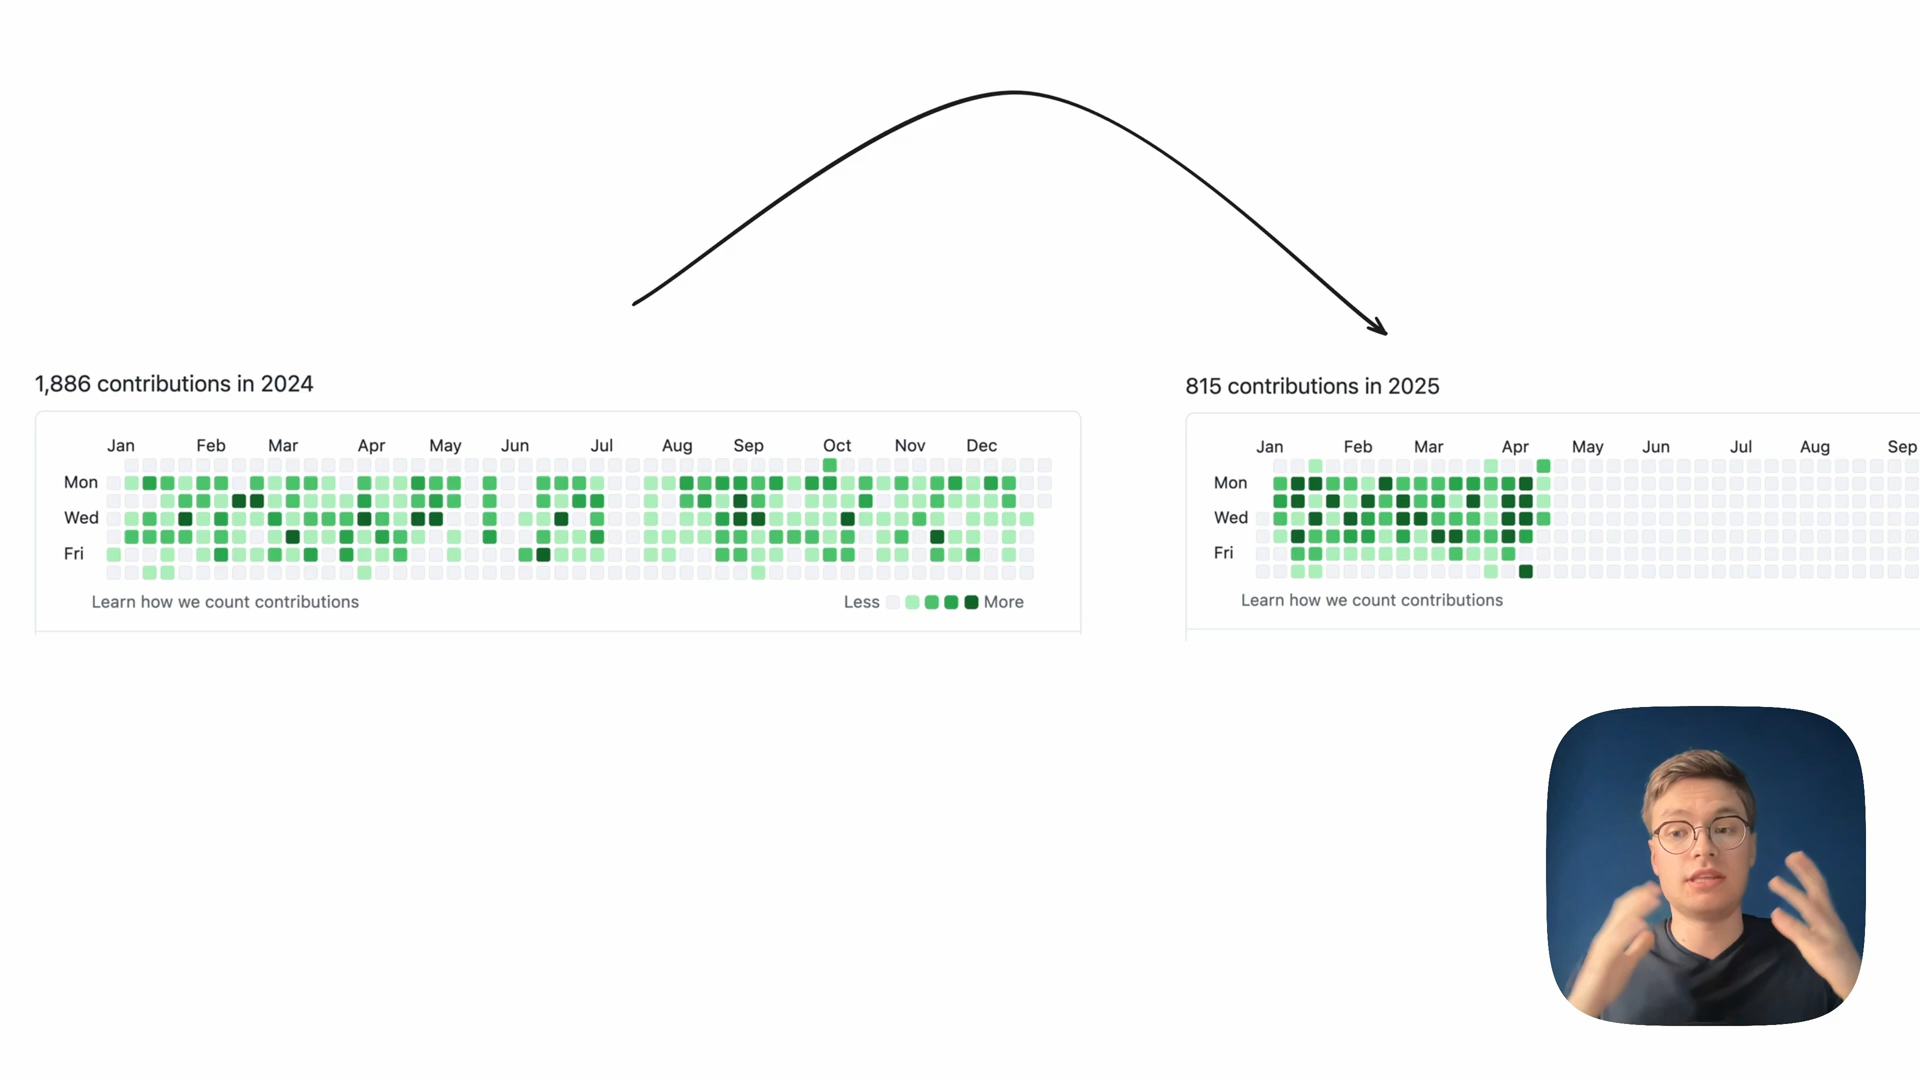 1,886 contributions in 2024
Jan Feb Mar Apr May Jun Jul Aug Sep Oct Nov Dec
Mon
Wed
Fri
Learn how we count contributions
Less More
815 contributions in 2025
Jan Feb Mar Apr May Jun Jul Aug Sep
Mon
Wed
Fri
Learn how we count contributions